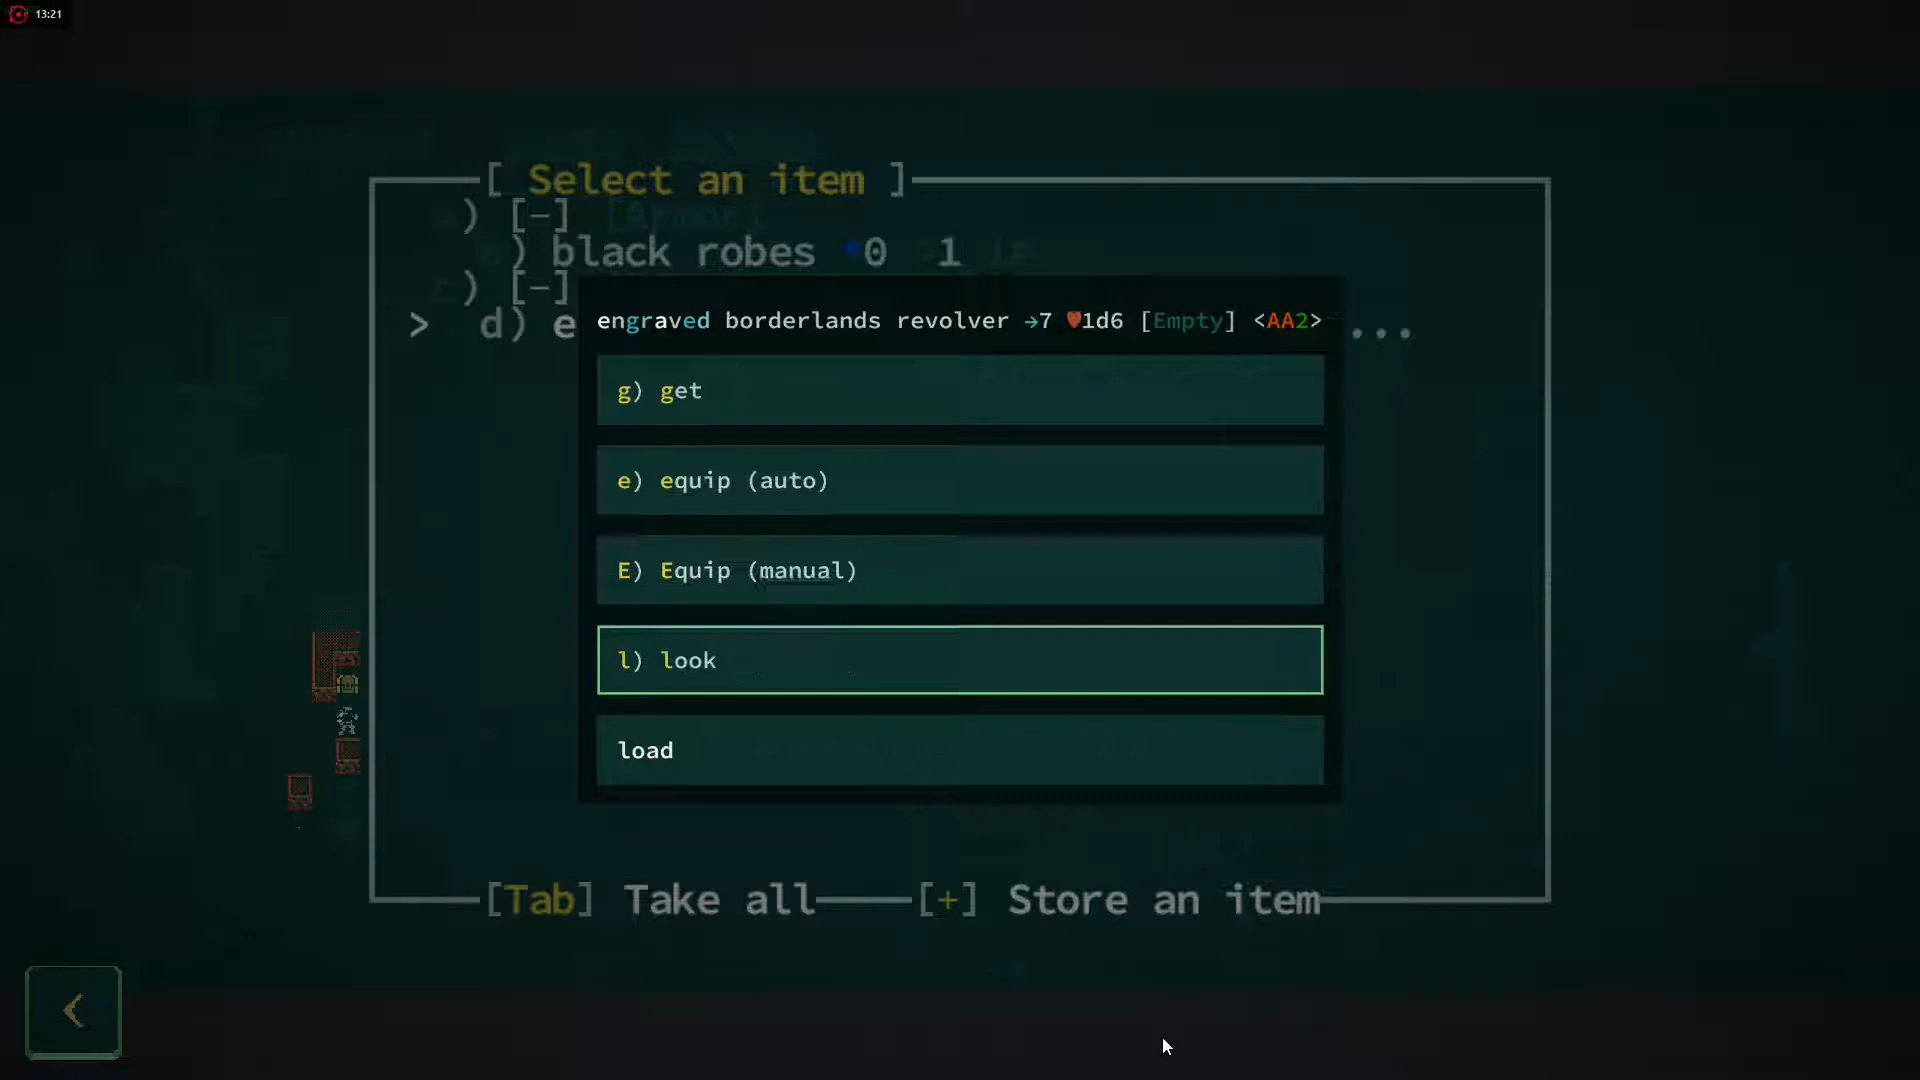 13:21
[ Select an item ]
) [-] [Armor]
) black robes ♦0 1
c) [-]
> d) e ...
engraved borderlands revolver →7 ♥1d6 [Empty] <AA2>
g) get
e) equip (auto)
E) Equip (manual)
l) look
load
[Tab] Take all [+] Store an item